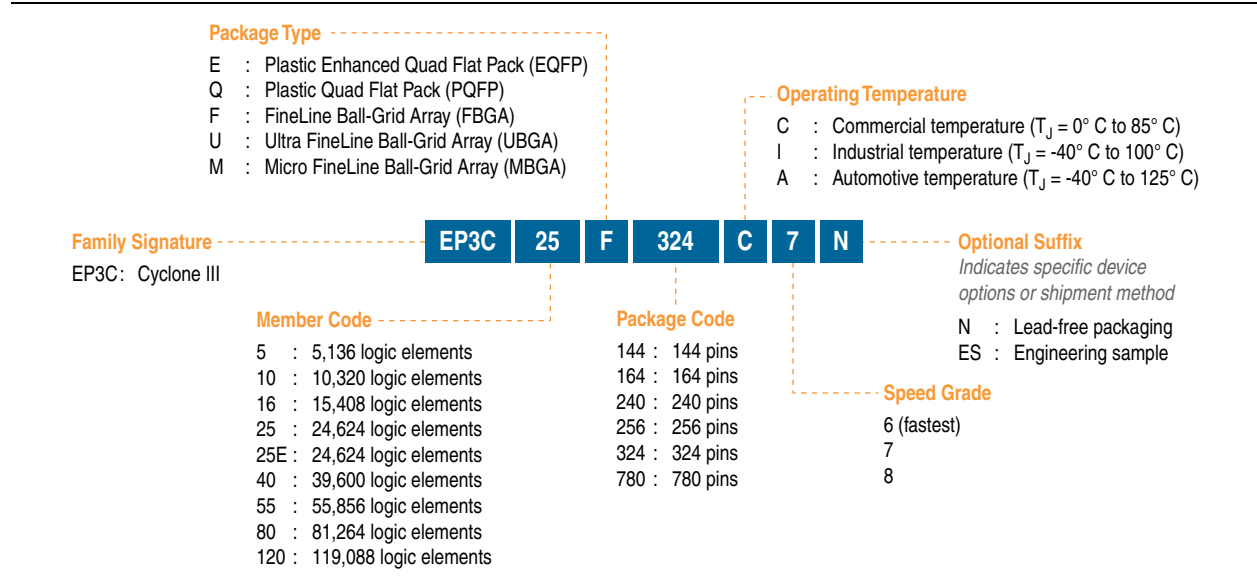 Package Type
E : Plastic Enhanced Quad Flat Pack (EQFP)
Q : Plastic Quad Flat Pack (PQFP)
F : FineLine Ball-Grid Array (FBGA)
U : Ultra FineLine Ball-Grid Array (UBGA)
M : Micro FineLine Ball-Grid Array (MBGA)
Operating Temperature
C : Commercial temperature (TJ = 0° C to 85° C)
I : Industrial temperature (TJ = -40° C to 100° C)
A : Automotive temperature (TJ = -40° C to 125° C)
Family Signature
EP3C : Cyclone III
EP3C 25 F 324 C 7 N
Optional Suffix
Indicates specific device
options or shipment method
N : Lead-free packaging
ES : Engineering sample
Member Code
5 : 5,136 logic elements
10 : 10,320 logic elements
16 : 15,408 logic elements
25 : 24,624 logic elements
25E : 24,624 logic elements
40 : 39,600 logic elements
55 : 55,856 logic elements
80 : 81,264 logic elements
120 : 119,088 logic elements
Package Code
144 : 144 pins
164 : 164 pins
240 : 240 pins
256 : 256 pins
324 : 324 pins
780 : 780 pins
Speed Grade
6 (fastest)
7
8